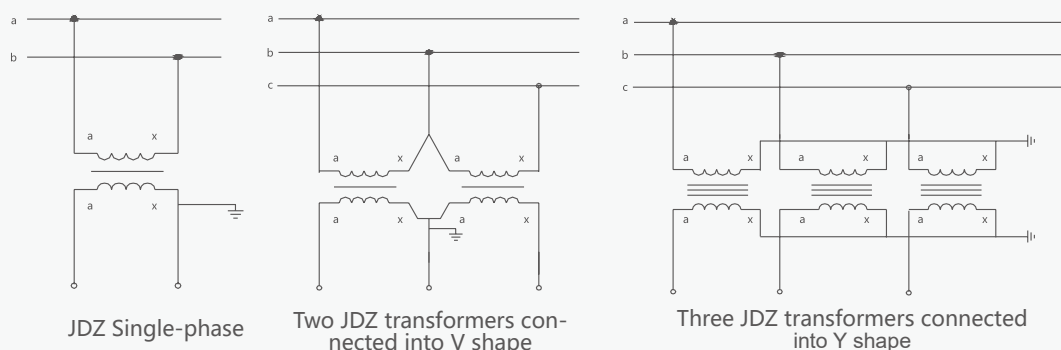 a
b
a x
a x
JDZ Single-phase
a
b
c
a x a x
a x a x
Two JDZ transformers con-
nected into V shape
a
b
c
a x a x a x
a x a x a x
Three JDZ transformers connected
into Y shape